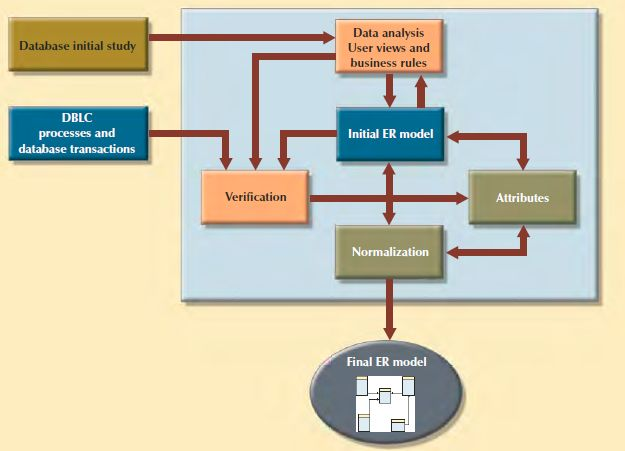 Database initial study
Data analysis
User views and
business rules
DBLC
processes and
database transactions
Initial ER model
Verification
Attributes
Normalization
Final ER model